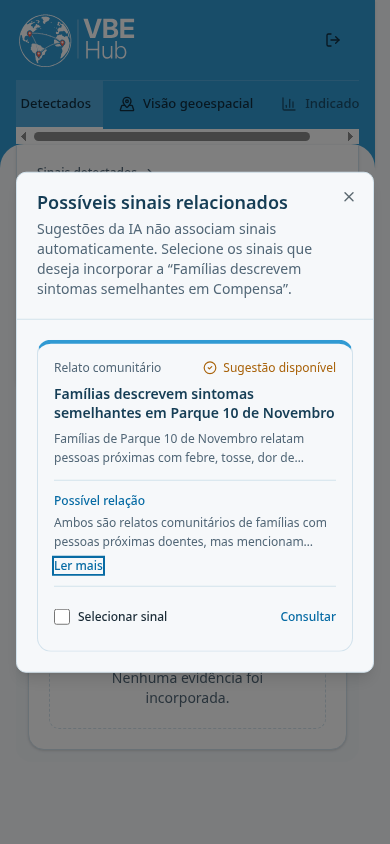 VBE
Hub
Detectados
Visão geoespacial
Indicado
Sinais detectados
Possíveis sinais relacionados
Sugestões da IA não associam sinais
automaticamente. Selecione os sinais que
deseja incorporar a “Famílias descrevem
sintomas semelhantes em Compensa”.
Relato comunitário
Sugestão disponível
Famílias descrevem sintomas
semelhantes em Parque 10 de Novembro
Famílias de Parque 10 de Novembro relatam
pessoas próximas com febre, tosse, dor de...
Possível relação
Ambos são relatos comunitários de famílias com
pessoas próximas doentes, mas mencionam...
Ler mais
Selecionar sinal
Consultar
Nenhuma evidência foi
incorporada.